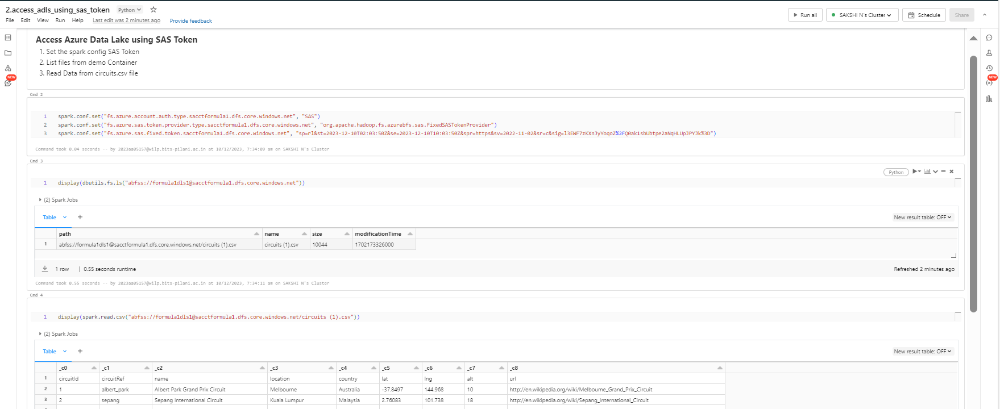 2.access_adls_using_sas_token Python
File Edit View Run Help Last edit was 2 minutes ago Provide feedback
Run all SAKSHI N's Cluster Schedule Share
NEW
NEW
Access Azure Data Lake using SAS Token
1. Set the spark config SAS Token
2. List files from demo Container
3. Read Data from circuits.csv file
Cmd 2
1 spark.conf.set("fs.azure.account.auth.type.sacctformula1.dfs.core.windows.net", "SAS")
2 spark.conf.set("fs.azure.sas.token.provider.type.sacctformula1.dfs.core.windows.net", "org.apache.hadoop.fs.azurebfs.sas.FixedSASTokenProvider")
3 spark.conf.set("fs.azure.sas.fixed.token.sacctformula1.dfs.core.windows.net", "sp=rl&st=2023-12-10T02:03:50Z&se=2023-12-10T10:03:50Z&spr=https&sv=2022-11-02&sr=c&sig=l3EWF7zKXnJyYoqoZ%2FQ0ak1sbUbtpe2aNqHLUpJPYJk%3D")
Command took 0.04 seconds -- by 2023aa05157@wilp.bits-pilani.ac.in at 10/12/2023, 7:34:09 am on SAKSHI N's Cluster
Cmd 3
Python
1 display(dbutils.fs.ls("abfss://formula1dls1@sacctformula1.dfs.core.windows.net"))
(2) Spark Jobs
Table + New result table: OFF
path name size modificationTime
1 abfss://formula1dls1@sacctformula1.dfs.core.windows.net/circuits (1).csv circuits (1).csv 10044 1702173326000
1 row | 0.55 seconds runtime Refreshed 2 minutes ago
Command took 0.55 seconds -- by 2023aa05157@wilp.bits-pilani.ac.in at 10/12/2023, 7:34:11 am on SAKSHI N's Cluster
Cmd 4
1 display(spark.read.csv("abfss://formula1dls1@sacctformula1.dfs.core.windows.net/circuits (1).csv"))
(2) Spark Jobs
Table + New result table: OFF
_c0 _c1 _c2 _c3 _c4 _c5 _c6 _c7 _c8
1 circuitId circuitRef name location country lat lng alt url
2 1 albert_park Albert Park Grand Prix Circuit Melbourne Australia -37.8497 144.968 10 http://en.wikipedia.org/wiki/Melbourne_Grand_Prix_Circuit
3 2 sepang Sepang International Circuit Kuala Lumpur Malaysia 2.76083 101.738 18 http://en.wikipedia.org/wiki/Sepang_International_Circuit